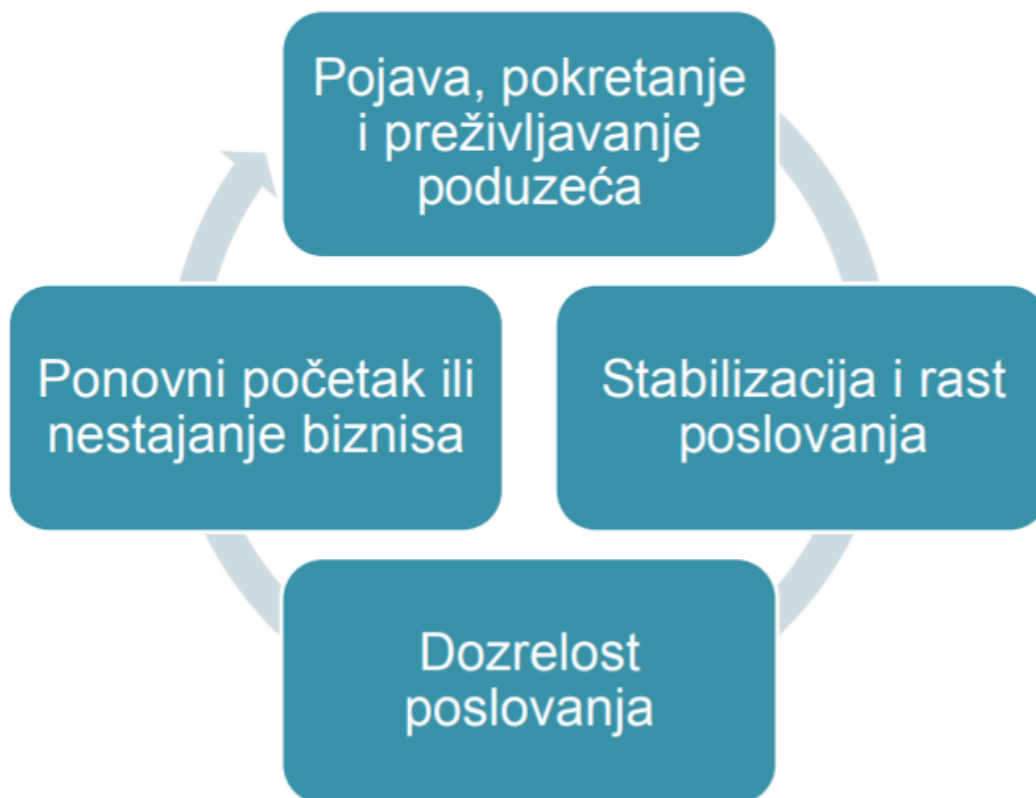 Pojava, pokretanje
i preživljavanje
poduzeća
Stabilizacija i rast
poslovanja
Dozrelost
poslovanja
Ponovni početak ili
nestajanje biznisa